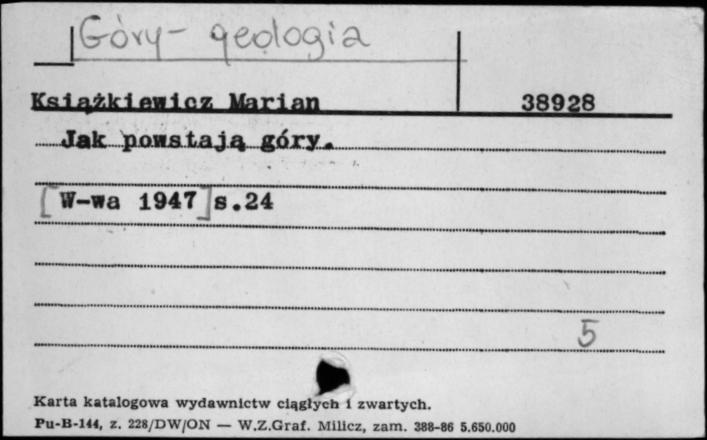 Góry - geologia
Książkiewicz Marian 38928
Jak powstają góry.
[W-wa 1947] s.24
5
Karta katalogowa wydawnictw ciągłych i zwartych.
Pu-B-144, z. 228/DW/ON — W.Z.Graf. Milicz, zam. 388-86 5.650.000